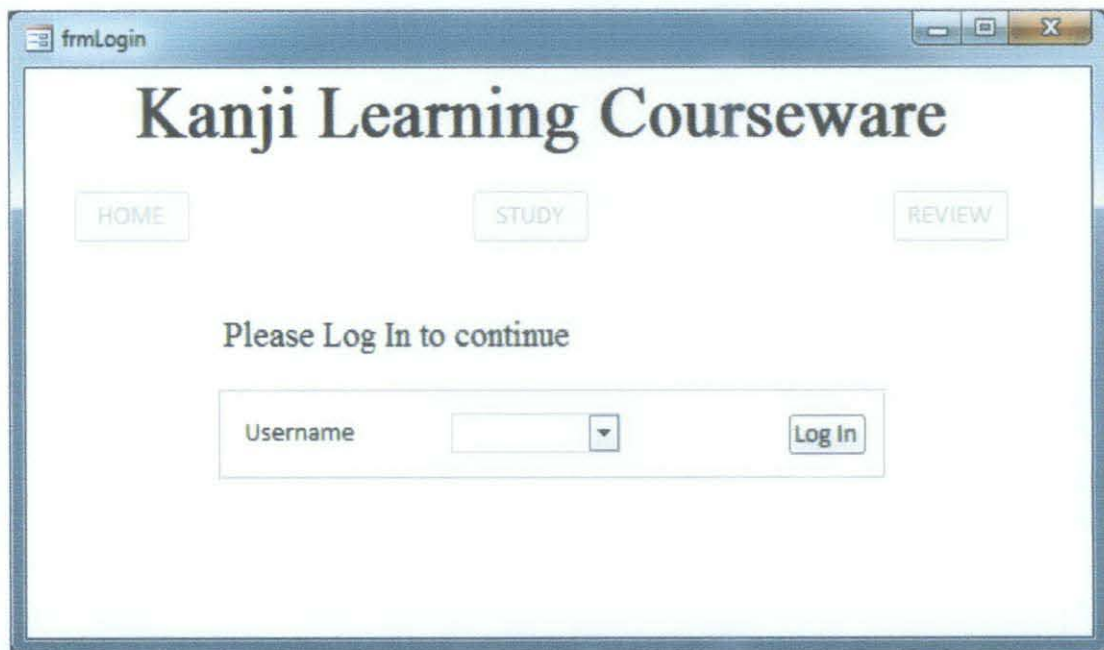 frmLogin
Kanji Learning Courseware
HOME STUDY REVIEW
Please Log In to continue
Username Log In